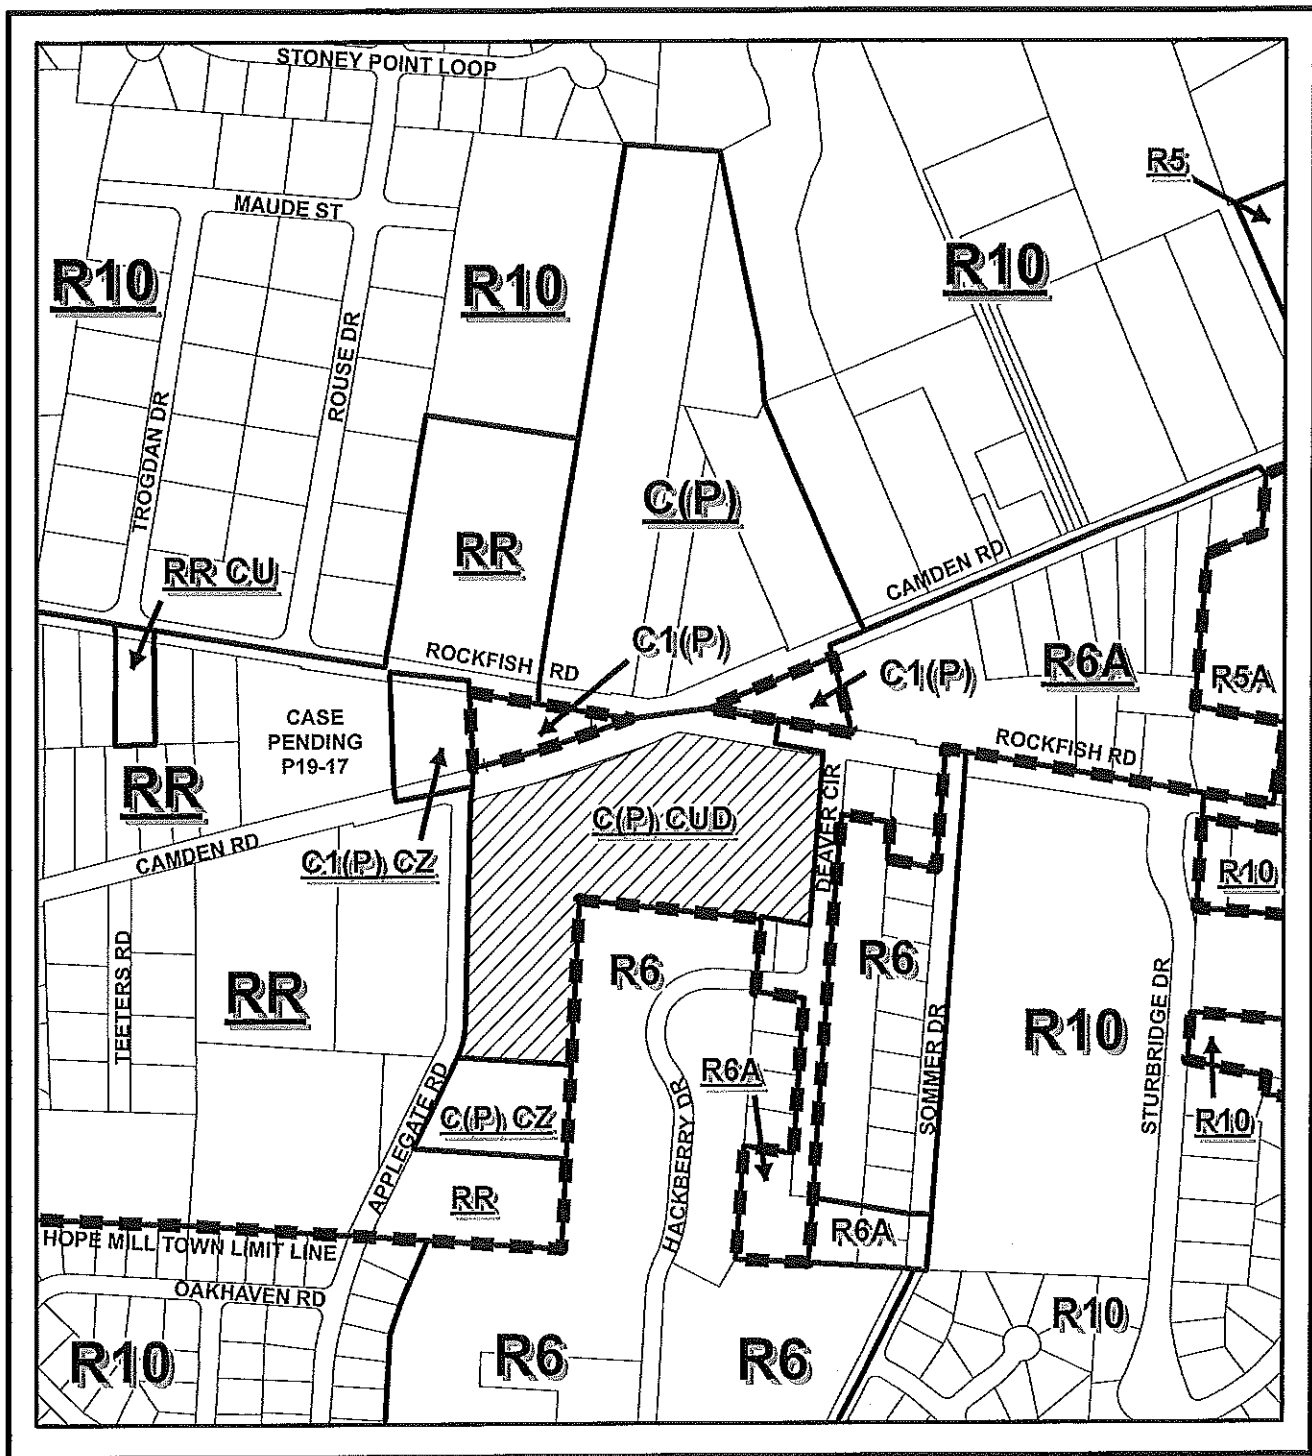 STONEY POINT LOOP
R5
MAUDE ST
R10
R10
R10
ROUSE DR
TROGDAN DR
C(P)
CAMDEN RD
RR
RR CU
ROCKFISH RD
C1(P)
C1(P)
R6A
R5A
CASE
PENDING
P19-17
ROCKFISH RD
RR
C(P) CUD
DEAVER CIR
CAMDEN RD
C1(P) CZ
R10
TEETERS RD
RR
R6
R6
R10
SOMMER DR
STURBRIDGE DR
R6A
R10
C(P) CZ
APPLEGATE RD
HACKBERRY DR
RR
R6A
HOPE MILL TOWN LIMIT LINE
OAKHAVEN RD
R10
R10
R6
R6